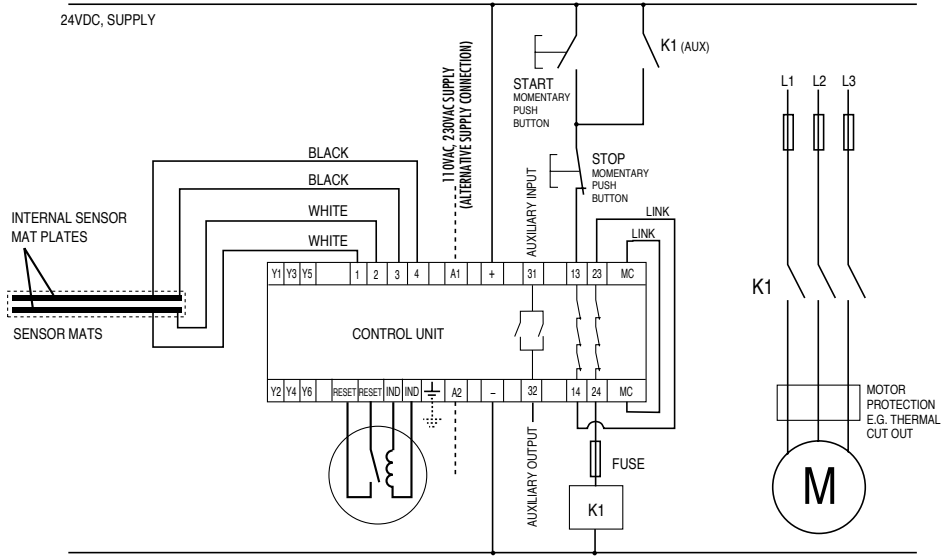 24VDC, SUPPLY
110VAC, 230VAC SUPPLY
(ALTERNATIVE SUPPLY CONNECTION)
START
MOMENTARY
PUSH
BUTTON
K1 (AUX)
L1 L2 L3
BLACK
BLACK
WHITE
WHITE
AUXILIARY INPUT
STOP
MOMENTARY
PUSH
BUTTON
LINK
LINK
INTERNAL SENSOR
MAT PLATES
SENSOR MATS
Y1 Y3 Y5 1 2 3 4 A1 + 31 13 23 MC
K1
CONTROL UNIT
Y2 Y4 Y6 RESET RESET IND IND A2 – 32 14 24 MC
MOTOR
PROTECTION
E.G. THERMAL
CUT OUT
AUXILIARY OUTPUT
FUSE
K1
M